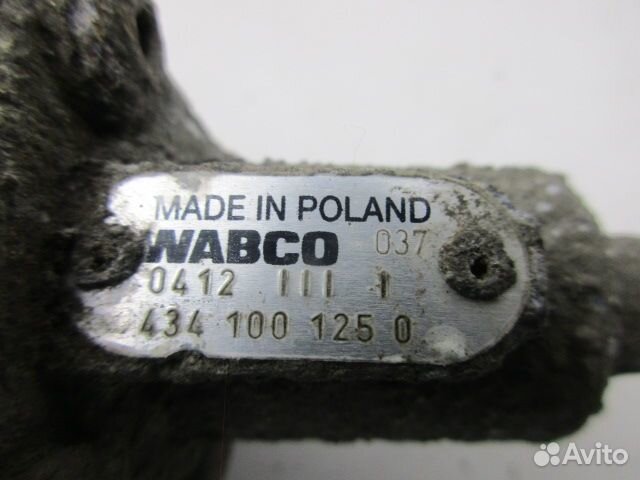 MADE IN POLAND
WABCO 037
0412 III 1
434 100 125 0
Avito